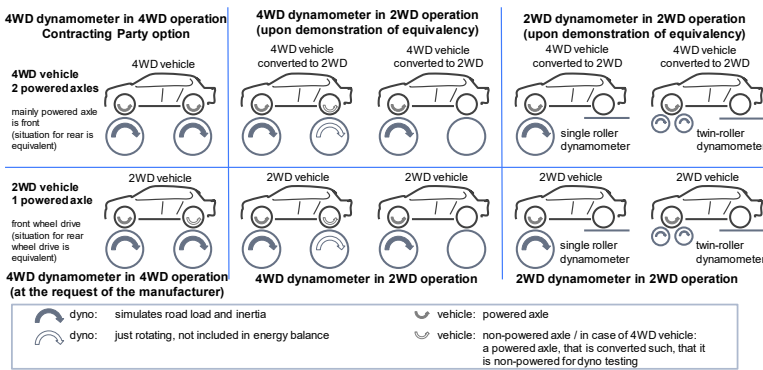 4WD dynamometer in 4WD operation
Contracting Party option
4WD dynamometer in 2WD operation
(upon demonstration of equivalency)
2WD dynamometer in 2WD operation
(upon demonstration of equivalency)
4WD vehicle
2 powered axles
mainly powered axle
is front
(situation for rear is
equivalent)
4WD vehicle
4WD vehicle
converted to 2WD
4WD vehicle
converted to 2WD
4WD vehicle
converted to 2WD
single roller
dynamometer
4WD vehicle
converted to 2WD
twin-roller
dynamometer
2WD vehicle
1 powered axle
front wheel drive
(situation for rear
wheel drive is
equivalent)
2WD vehicle
2WD vehicle
2WD vehicle
2WD vehicle
single roller
dynamometer
2WD vehicle
twin-roller
dynamometer
4WD dynamometer in 4WD operation
(at the request of the manufacturer)
4WD dynamometer in 2WD operation
2WD dynamometer in 2WD operation
dyno: simulates road load and inertia
dyno: just rotating, not included in energy balance
vehicle: powered axle
vehicle: non-powered axle / in case of 4WD vehicle:
a powered axle, that is converted such, that it
is non-powered for dyno testing